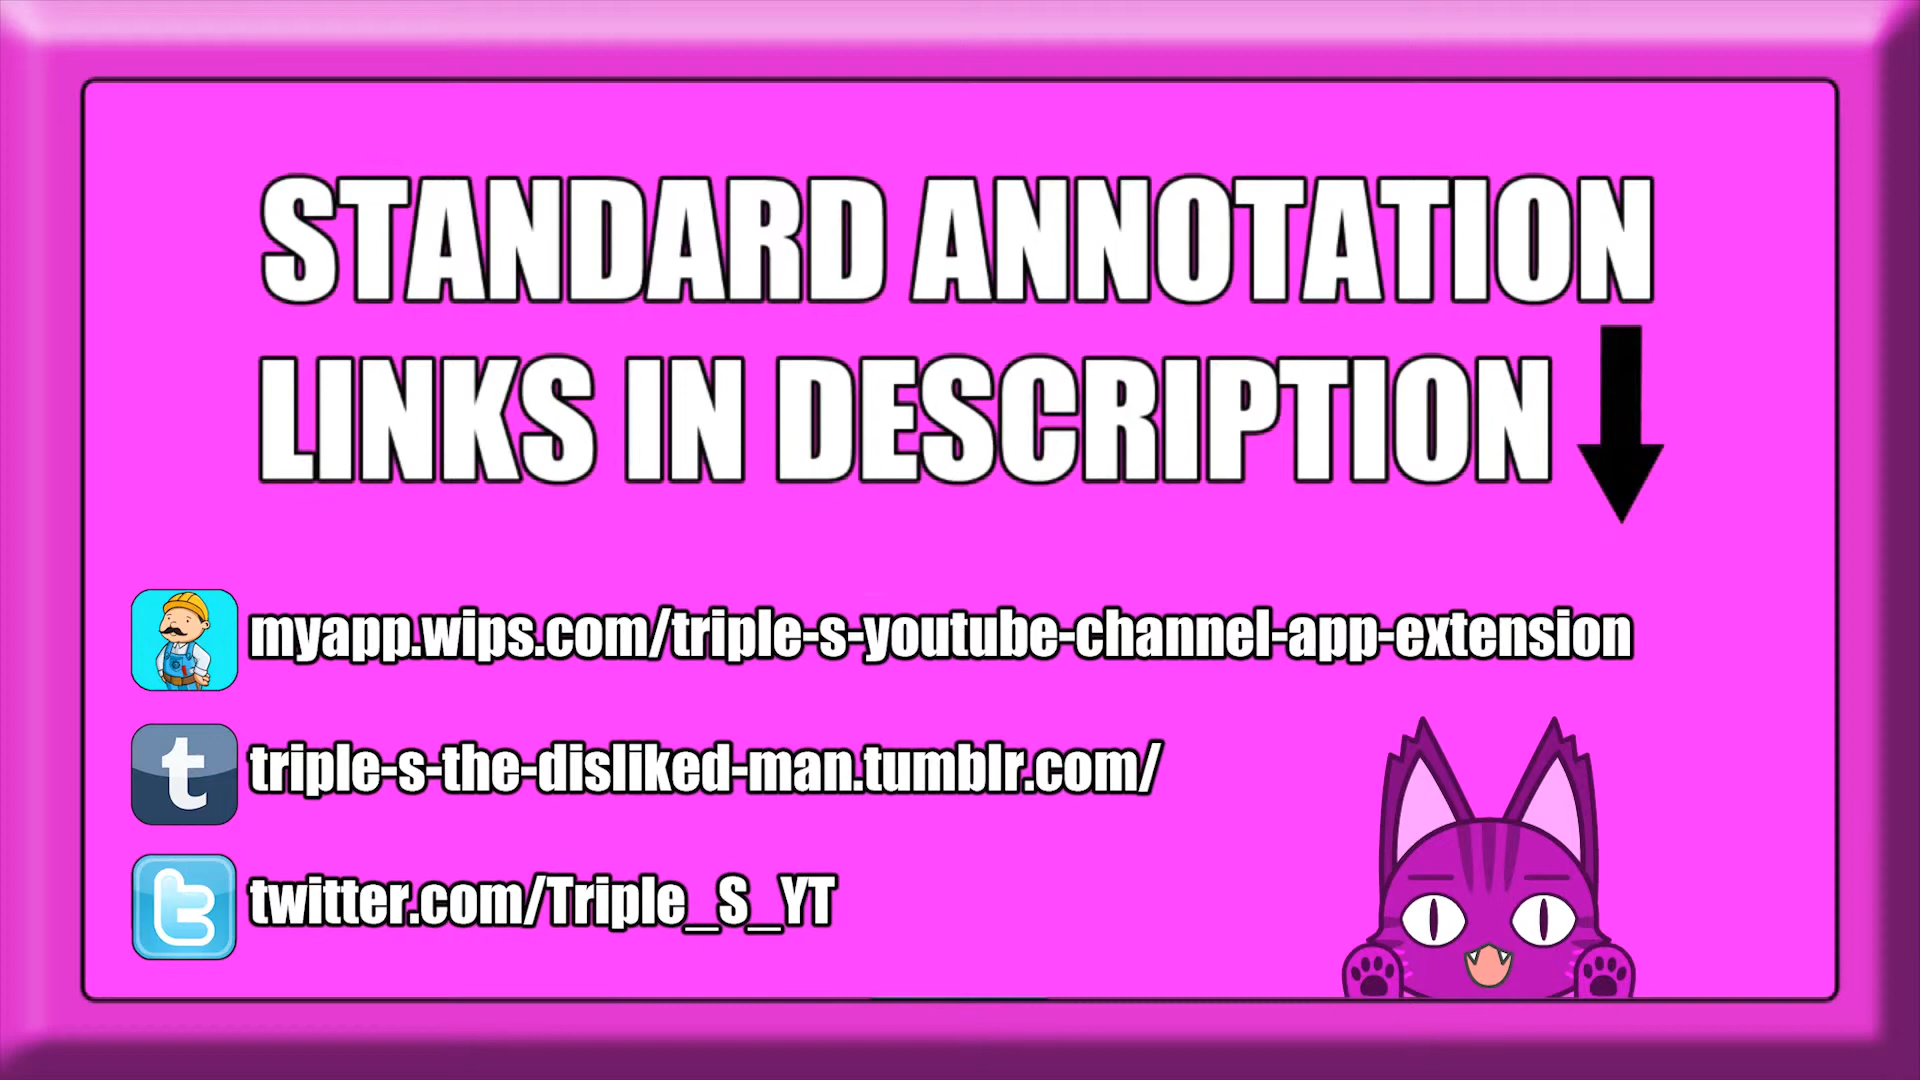 STANDARD ANNOTATION
LINKS IN DESCRIPTION
myapp.wips.com/triple-s-youtube-channel-app-extension
t triple-s-the-disliked-man.tumblr.com/
t twitter.com/Triple_S_YT